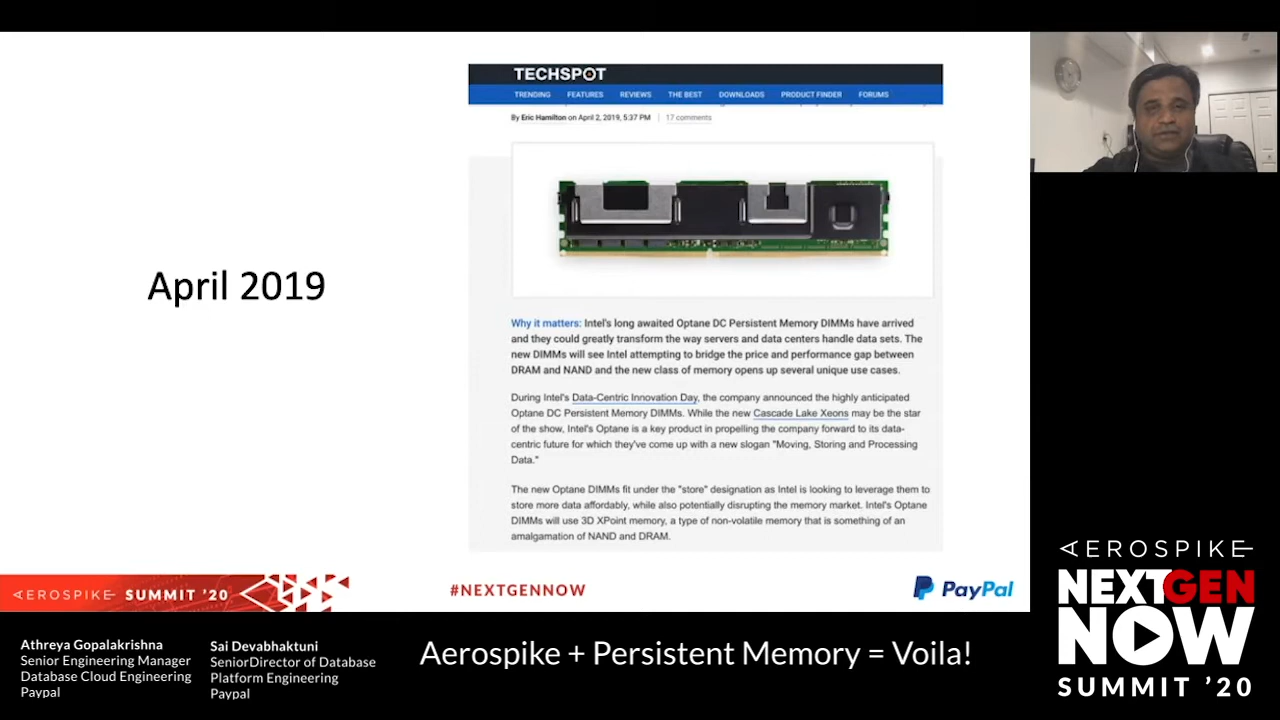 TECHSPOT
TRENDING FEATURES REVIEWS THE BEST DOWNLOADS PRODUCT FINDER FORUMS
By Eric Hamilton on April 2, 2019, 5:37 PM | 17 comments
April 2019
Why it matters: Intel's long awaited Optane DC Persistent Memory DIMMs have arrived
and they could greatly transform the way servers and data centers handle data sets. The
new DIMMs will see Intel attempting to bridge the price and performance gap between
DRAM and NAND and the new class of memory opens up several unique use cases.
During Intel's Data-Centric Innovation Day, the company announced the highly anticipated
Optane DC Persistent Memory DIMMs. While the new Cascade Lake Xeons may be the star
of the show, Intel's Optane is a key product in propelling the company forward to its data-
centric future for which they've come up with a new slogan "Moving, Storing and Processing
Data."
The new Optane DIMMs fit under the "store" designation as Intel is looking to leverage them to
store more data affordably, while also potentially disrupting the memory market. Intel's Optane
DIMMs will use 3D XPoint memory, a type of non-volatile memory that is something of an
amalgamation of NAND and DRAM.
AEROSPIKE SUMMIT '20
#NEXTGENNOW
PayPal
Athreya Gopalakrishna
Senior Engineering Manager
Database Cloud Engineering
Paypal
Sai Devabhaktuni
SeniorDirector of Database
Platform Engineering
Paypal
Aerospike + Persistent Memory = Voila!
AEROSPIKE
NEXTGEN
NOW
SUMMIT '20